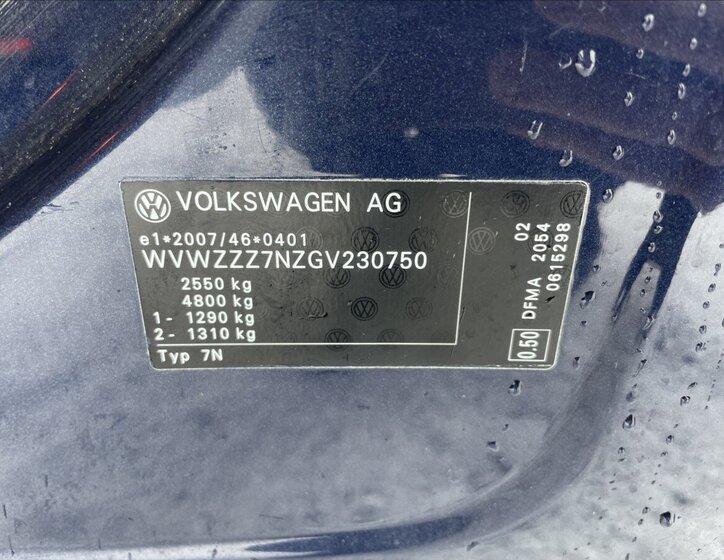 VOLKSWAGEN AG
e1*2007/46*0401
WVWZZZ7NZGV230750
2550 kg
4800 kg
1- 1290 kg
2- 1310 kg
Typ 7N
0.50 DFMA 2054 02
0615298